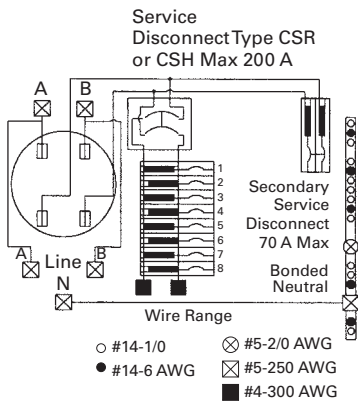 Service
Disconnect Type CSR
or CSH Max 200 A
A
B
1
2
3
4
5
6
7
8
Secondary
Service
Disconnect
70 A Max
A
Line
B
N
Bonded
Neutral
Wire Range
#14-1/0
#14-6 AWG
#5-2/0 AWG
#5-250 AWG
#4-300 AWG